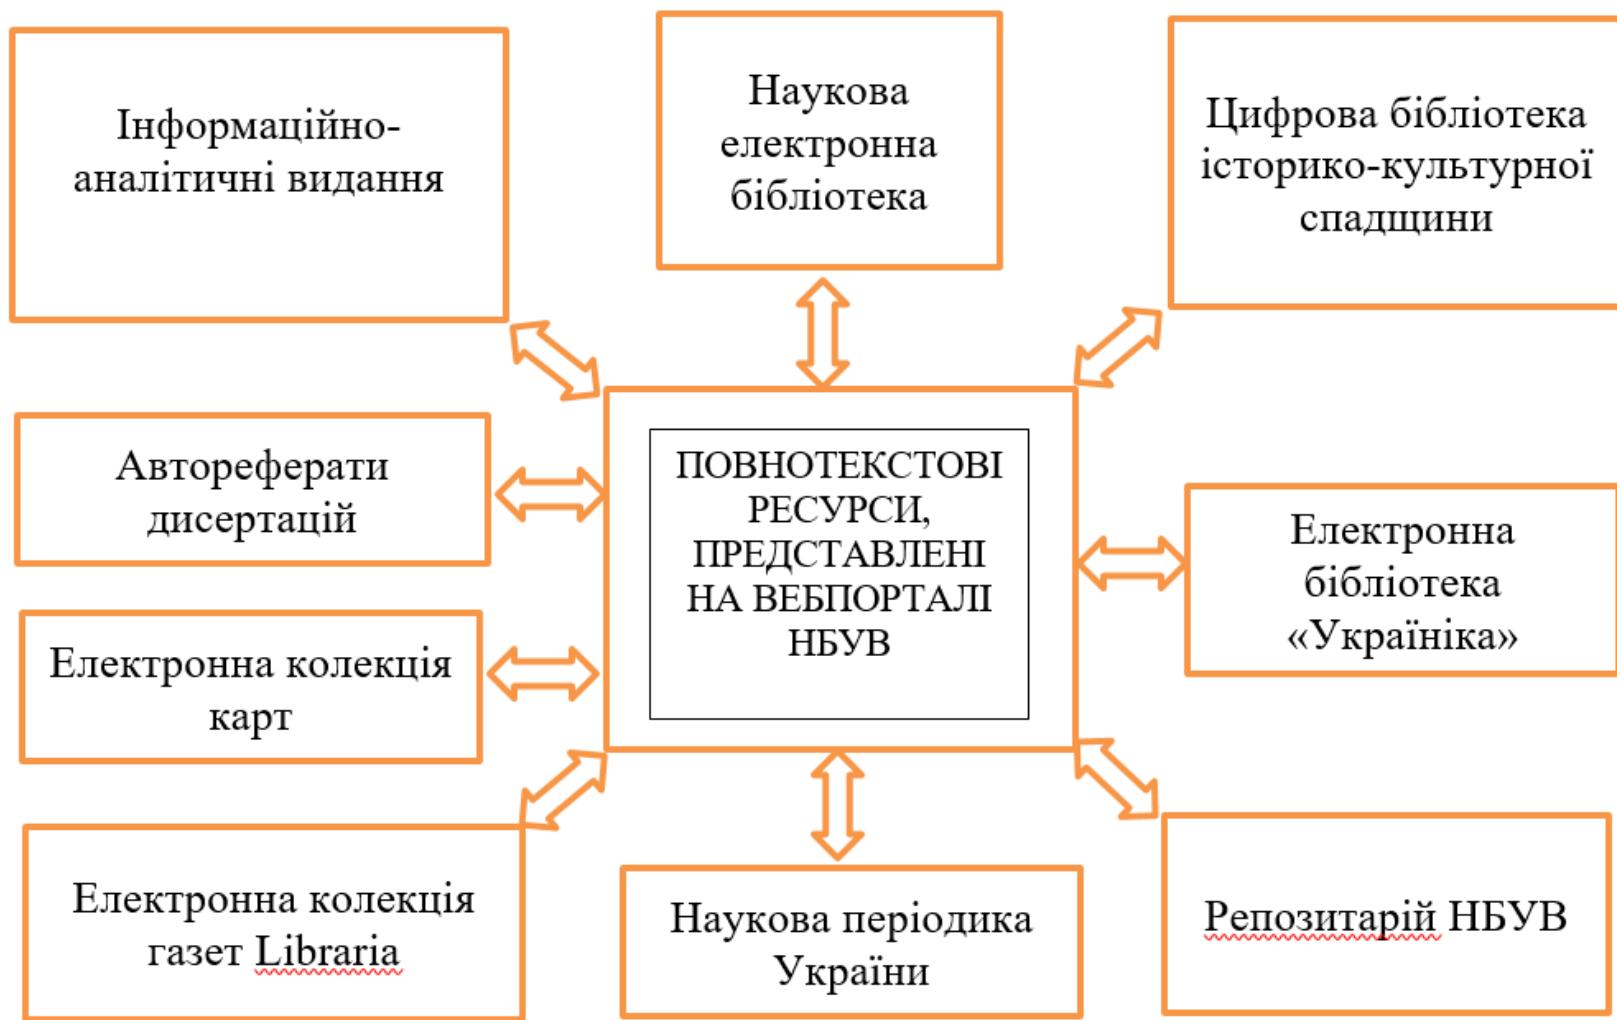 Інформаційно-
аналітичні видання
Наукова
електронна
бібліотека
Цифрова бібліотека
історико-культурної
спадщини
Автореферати
дисертацій
ПОВНОТЕКСТОВІ
РЕСУРСИ,
ПРЕДСТАВЛЕНІ
НА ВЕБПОРТАЛІ
НБУВ
Електронна
бібліотека
«Україніка»
Електронна колекція
карт
Електронна колекція
газет Libraria
Наукова періодика
України
Репозитарій НБУВ